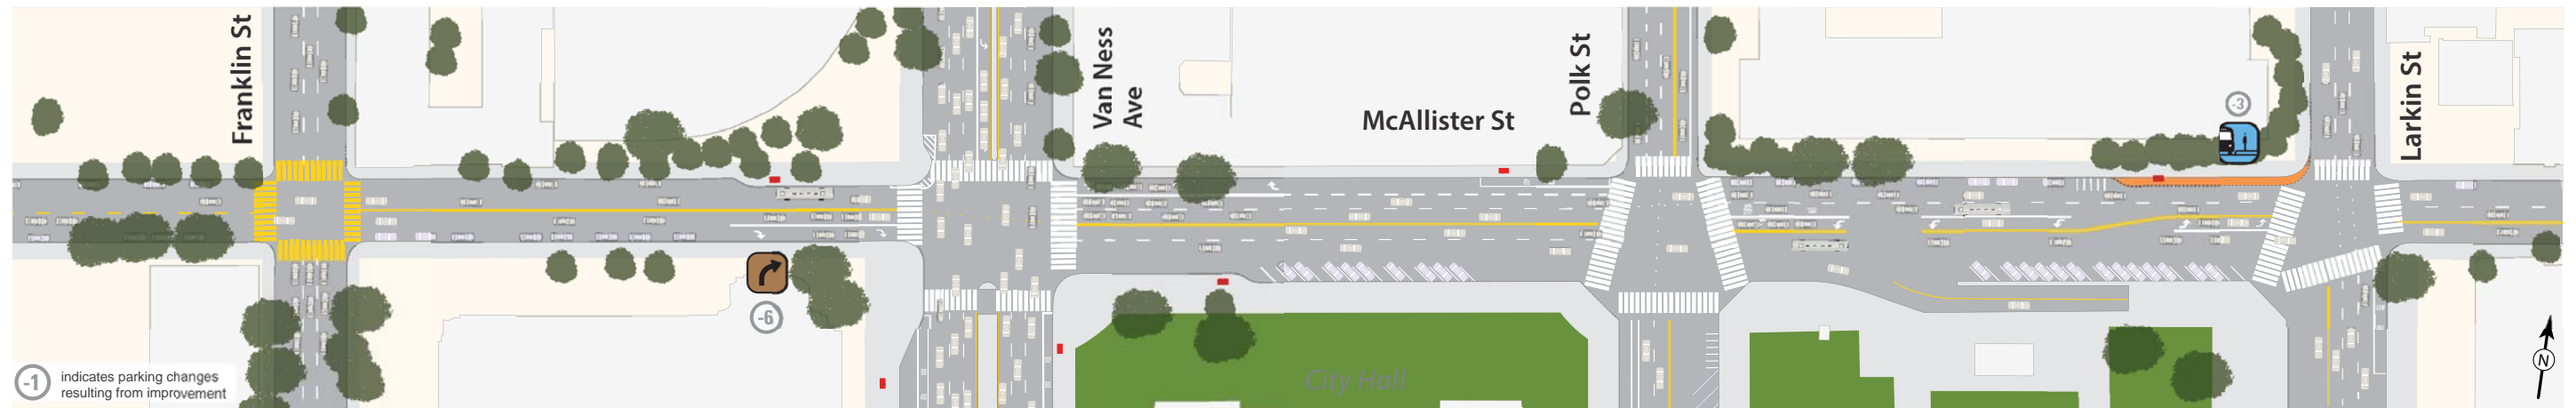 Franklin St
Van Ness
Ave
McAllister St
Polk St
Larkin St
-3
-6
City Hall
-1 indicates parking changes
resulting from improvement
N